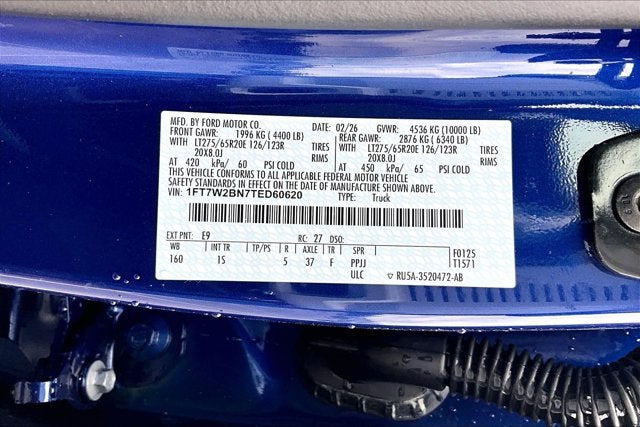 MFD. BY FORD MOTOR CO. 02/26 GVWR: 4536 KG (10000 LB)
FRONT GAWR: 1996 KG ( 4400 LB) REAR GAWR: 2876 KG ( 6340 LB)
WITH LT275/65R20E 126/123R TIRES WITH LT275/65R20E 126/123R TIRES
20X8.0J RIMS 20X8.0J RIMS
AT 420 kPa/ 60 PSI COLD AT 450 kPa/ 65 PSI COLD
THIS VEHICLE CONFORMS TO ALL APPLICABLE FEDERAL MOTOR VEHICLE
SAFETY STANDARDS IN EFFECT ON THE DATE OF MANUFACTURE SHOWN ABOVE.
VIN: 1FT7W2BN7TED60620 TYPE: Truck
EXT PNT: E9 RC: 27 DSO: F0125
WB INT TR TP/PS R AXLE TR SPR T1571
160 1S 5 37 F PPJJ
ULC ▽ RU5A-3520472-AB